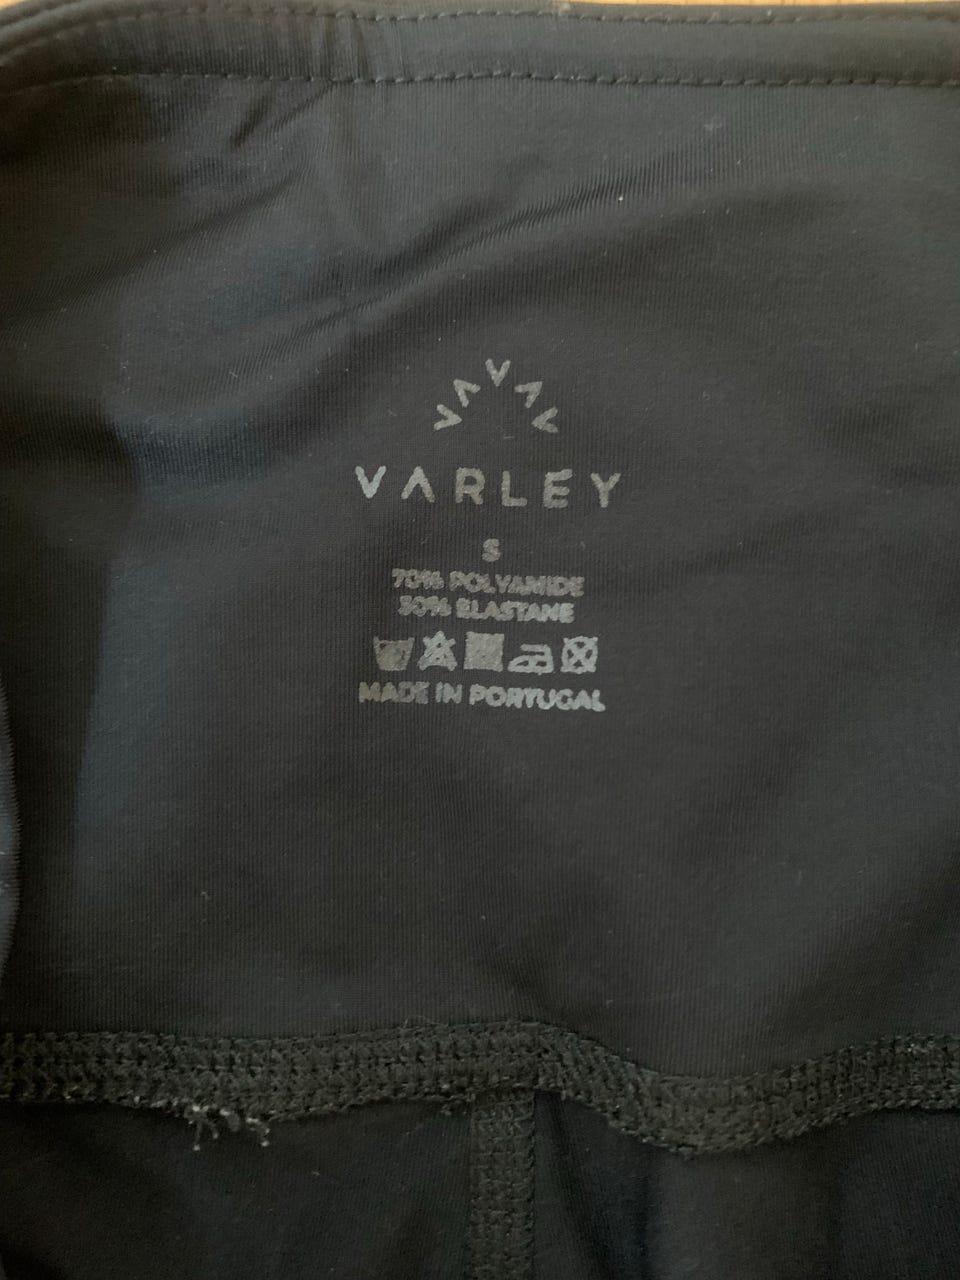 VARLEY
S
70% POLYAMIDE
30% ELASTANE
MADE IN PORTUGAL